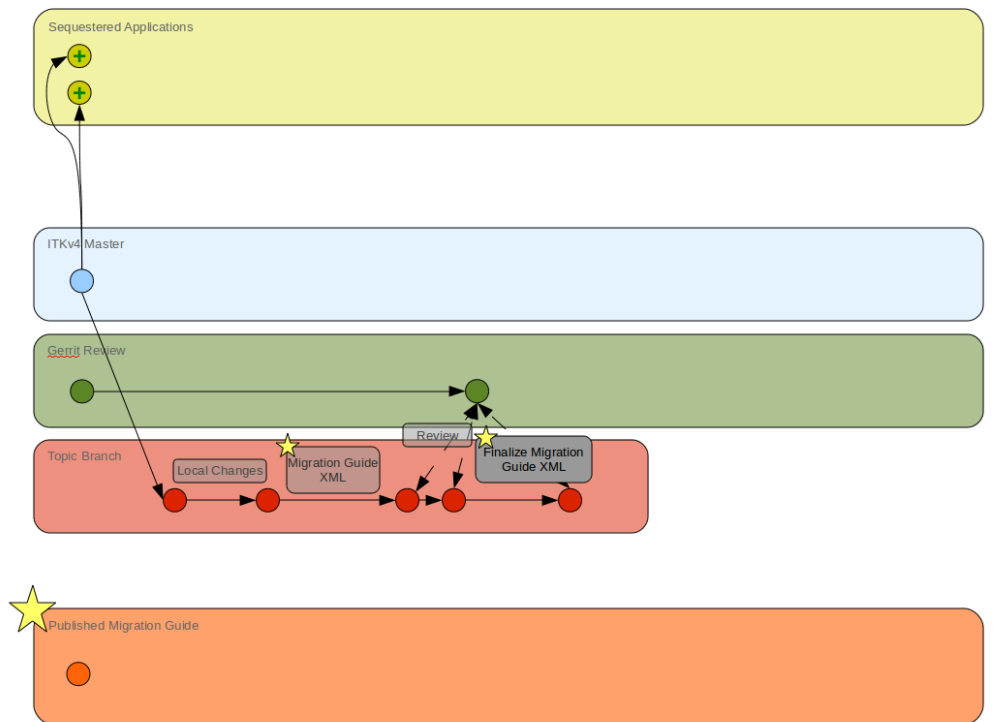 Sequestered Applications
ITKv4 Master
Gerrit Review
Review
Topic Branch
Local Changes
Migration Guide
XML
Finalize Migration
Guide XML
Published Migration Guide